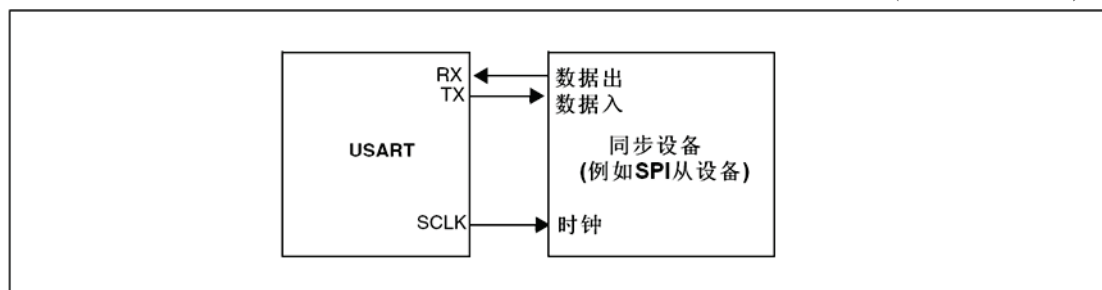 RX
TX
USART
SCLK
数据出
数据入
同步设备
(例如SPI从设备)
时钟